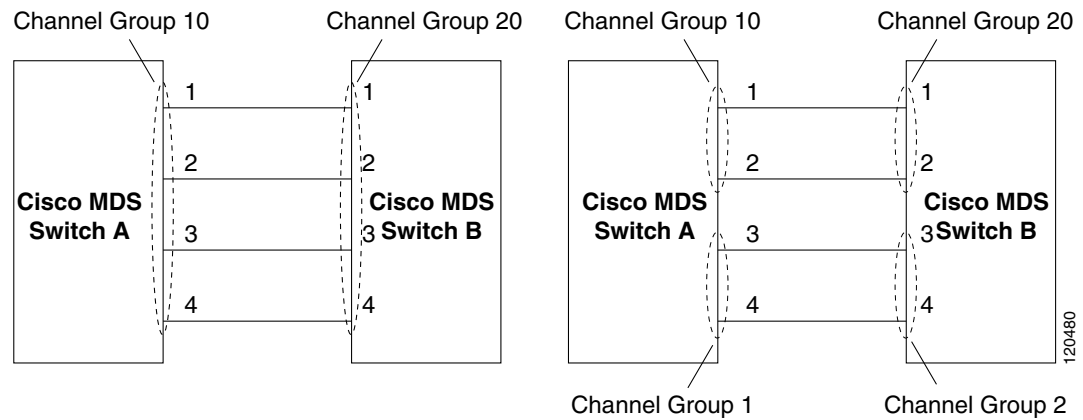 Channel Group 10
Channel Group 20
1
1
2
2
Cisco MDS
Switch A
Cisco MDS
Switch B
3
3
4
4
Channel Group 10
Channel Group 20
1
1
2
2
Cisco MDS
Switch A
Cisco MDS
Switch B
3
3
4
4
Channel Group 1
Channel Group 2
120480